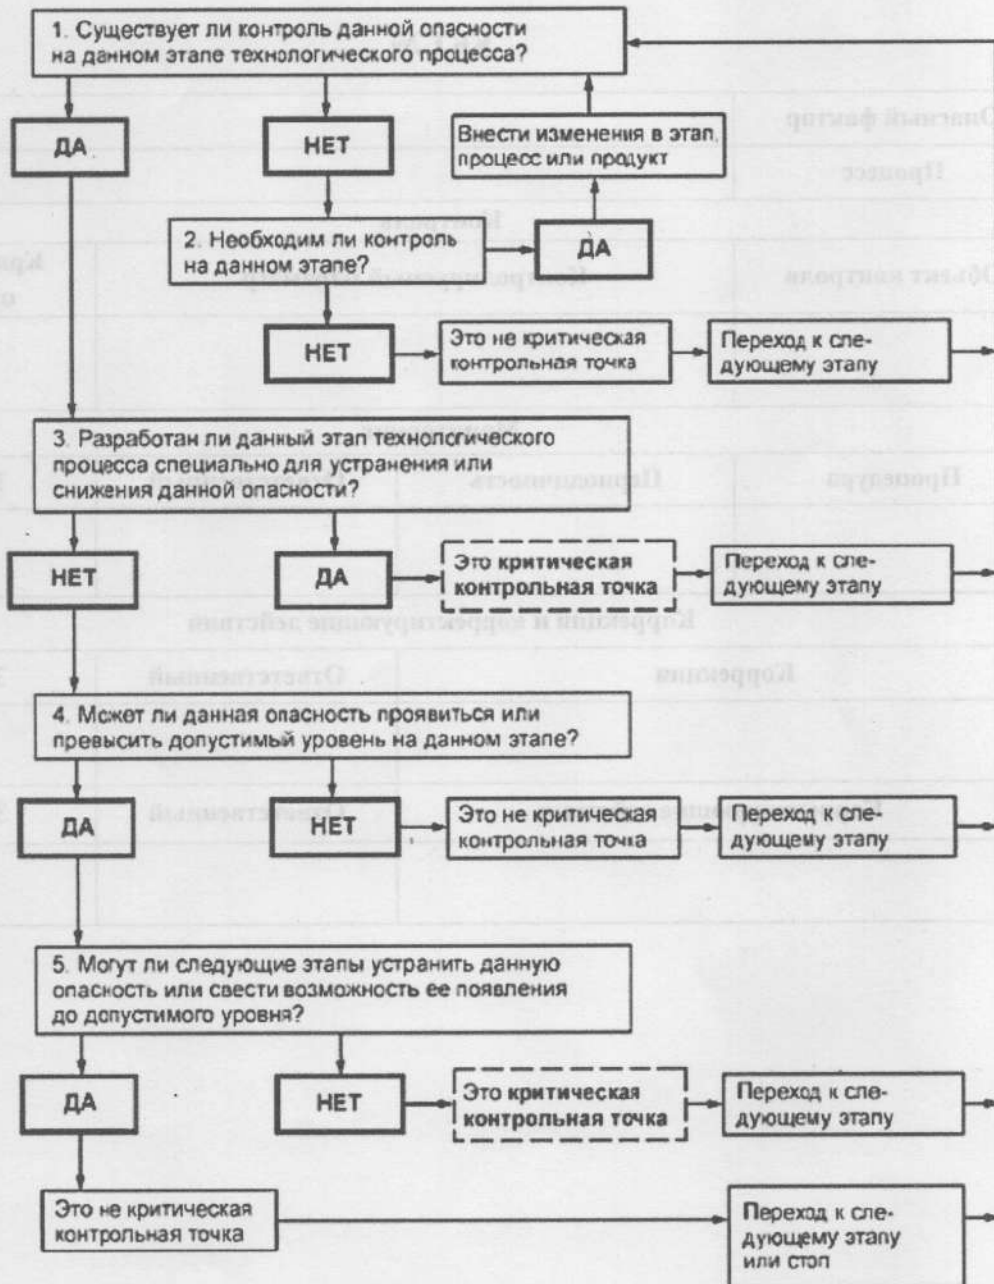 1. Существует ли контроль данной опасности
на данном этапе технологического процесса?
ДА
НЕТ
Внести изменения в этап,
процесс или продукт
2. Необходим ли контроль
на данном этапе?
ДА
НЕТ
Это не критическая
контрольная точка
Переход к сле-
дующему этапу
3. Разработан ли данный этап технологического
процесса специально для устранения или
снижения данной опасности?
НЕТ
ДА
Это критическая
контрольная точка
Переход к сле-
дующему этапу
4. Может ли данная опасность проявиться или
превысить допустимый уровень на данном этапе?
ДА
НЕТ
Это не критическая
контрольная точка
Переход к сле-
дующему этапу
5. Могут ли следующие этапы устранить данную
опасность или свести возможность ее появления
до допустимого уровня?
ДА
НЕТ
Это критическая
контрольная точка
Переход к сле-
дующему этапу
Это не критическая
контрольная точка
Переход к сле-
дующему этапу
или стоп